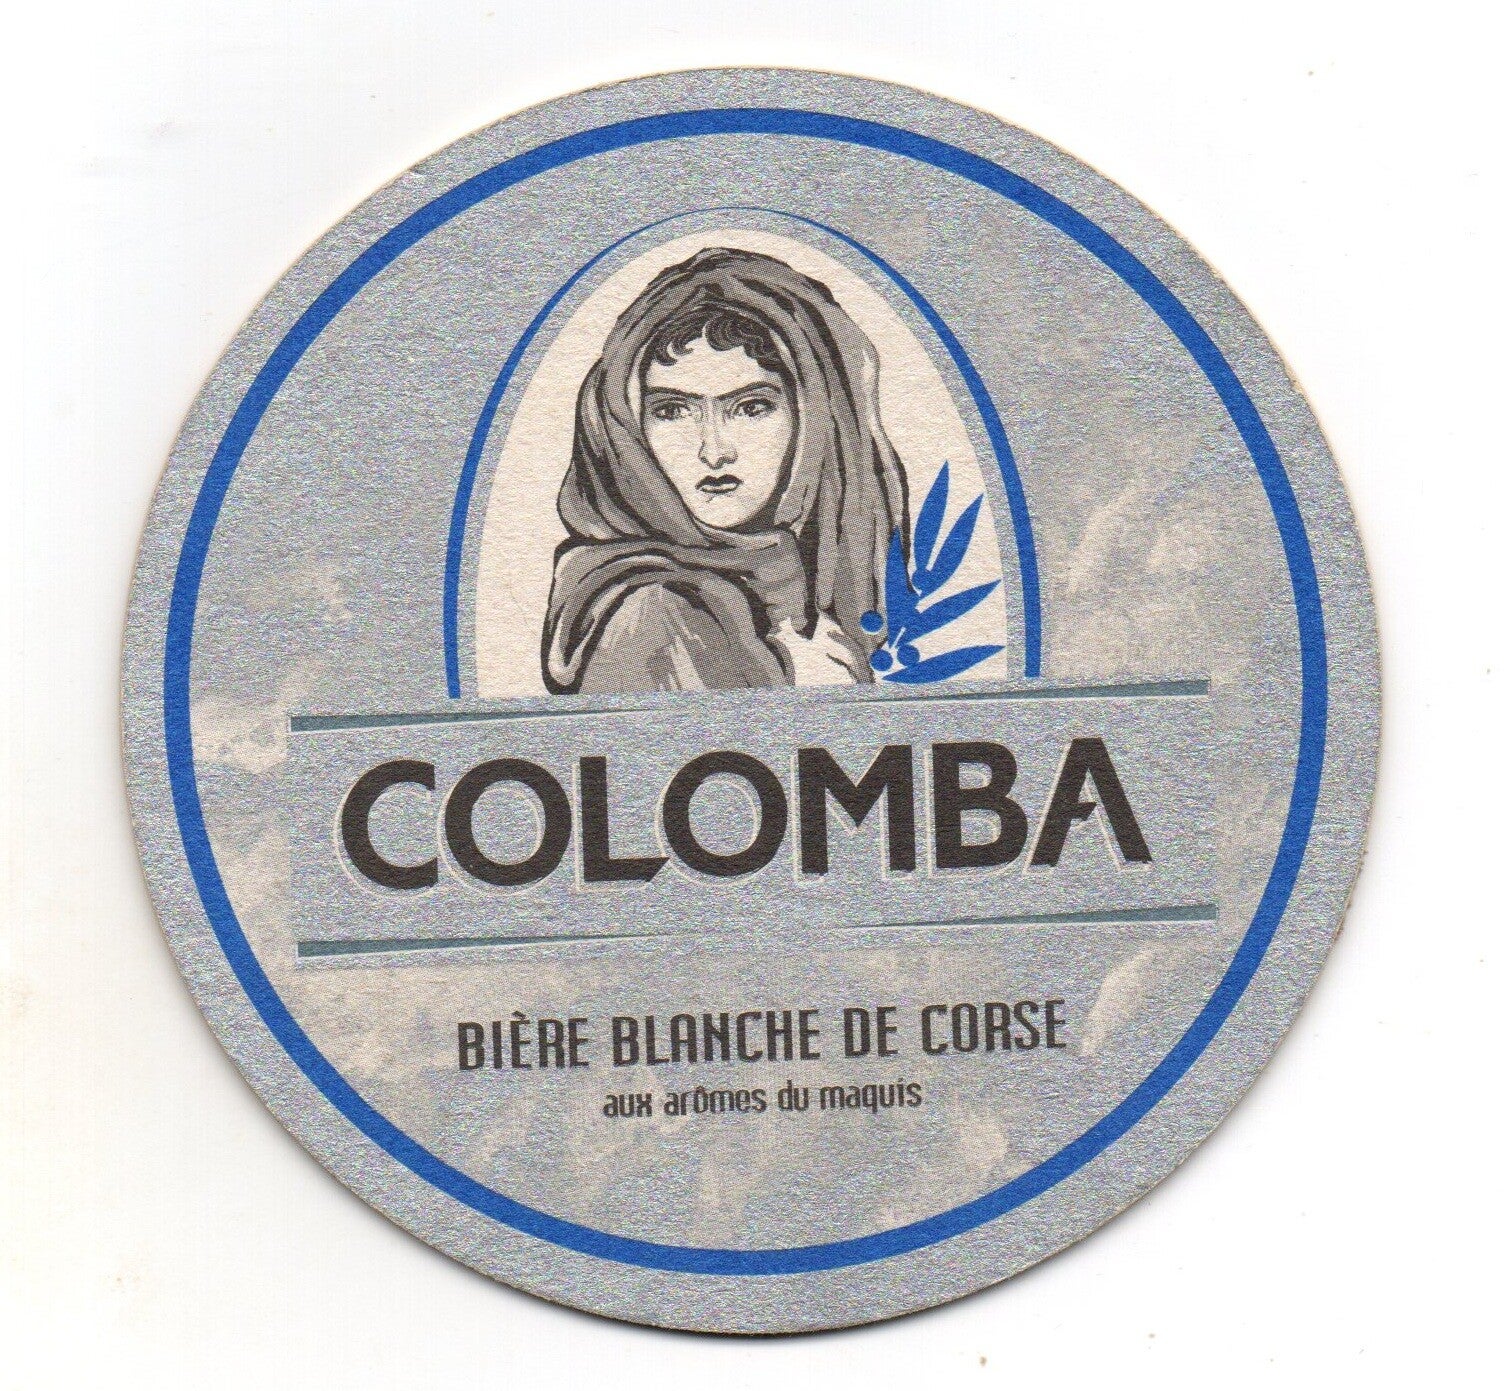 COLOMBA
BIÈRE BLANCHE DE CORSE
aux arômes du maquis